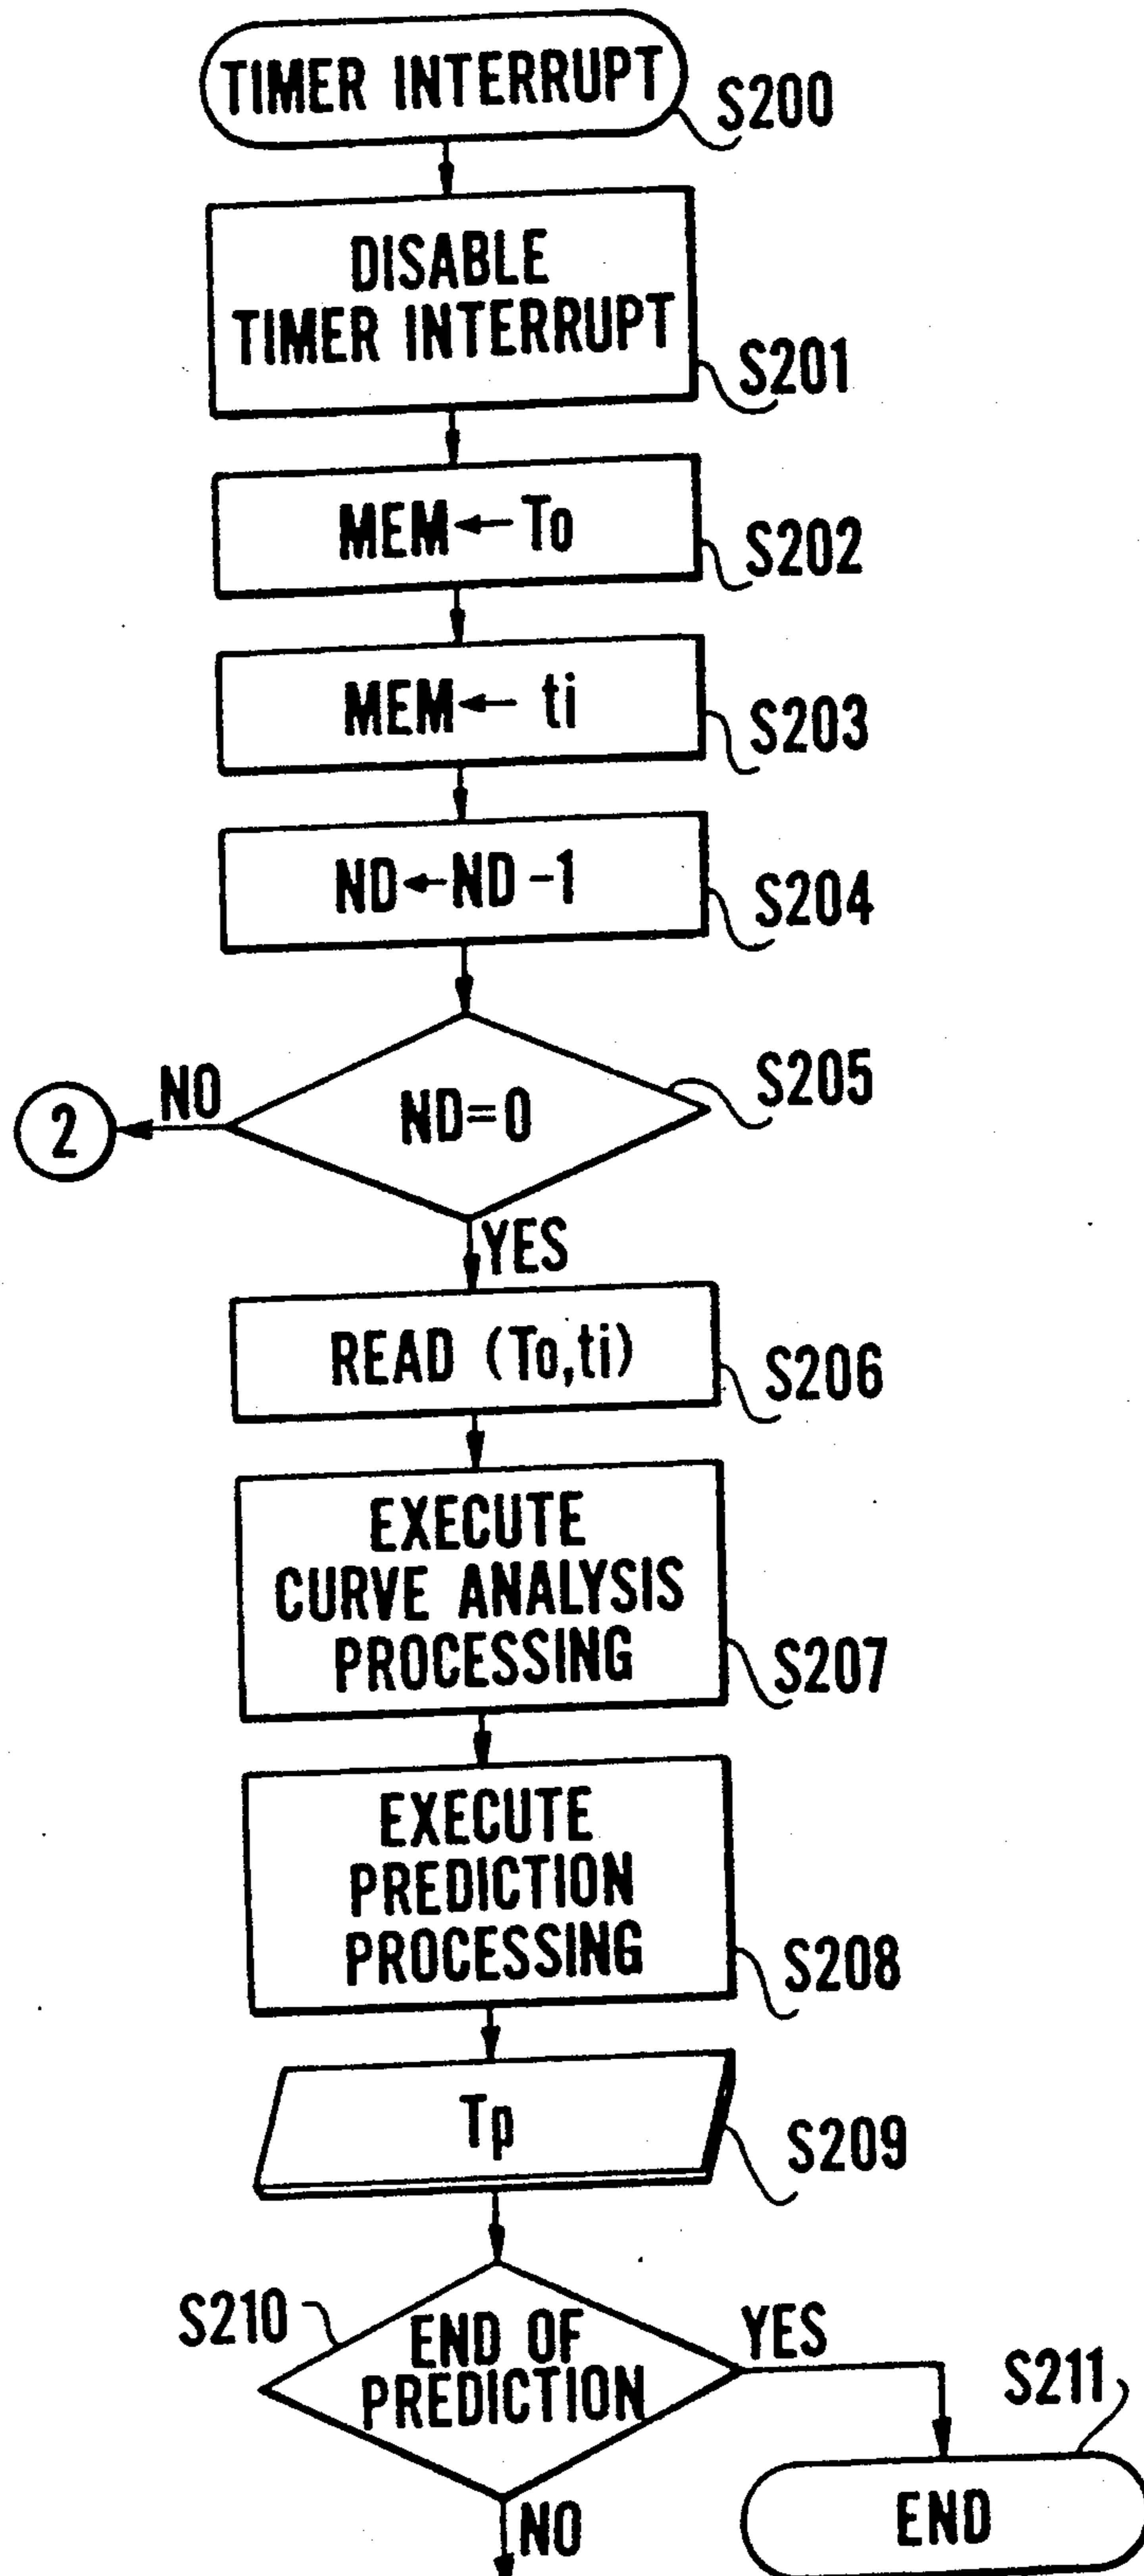 TIMER INTERRUPT
S200
DISABLE
TIMER INTERRUPT
S201
MEM←To
S202
MEM← ti
S203
ND←ND-1
S204
S205
NO
ND=0
2
YES
READ (To,ti)
S206
EXECUTE
CURVE ANALYSIS
PROCESSING
S207
EXECUTE
PREDICTION
PROCESSING
S208
Tp
S209
S210
END OF
PREDICTION
YES
S211
NO
END